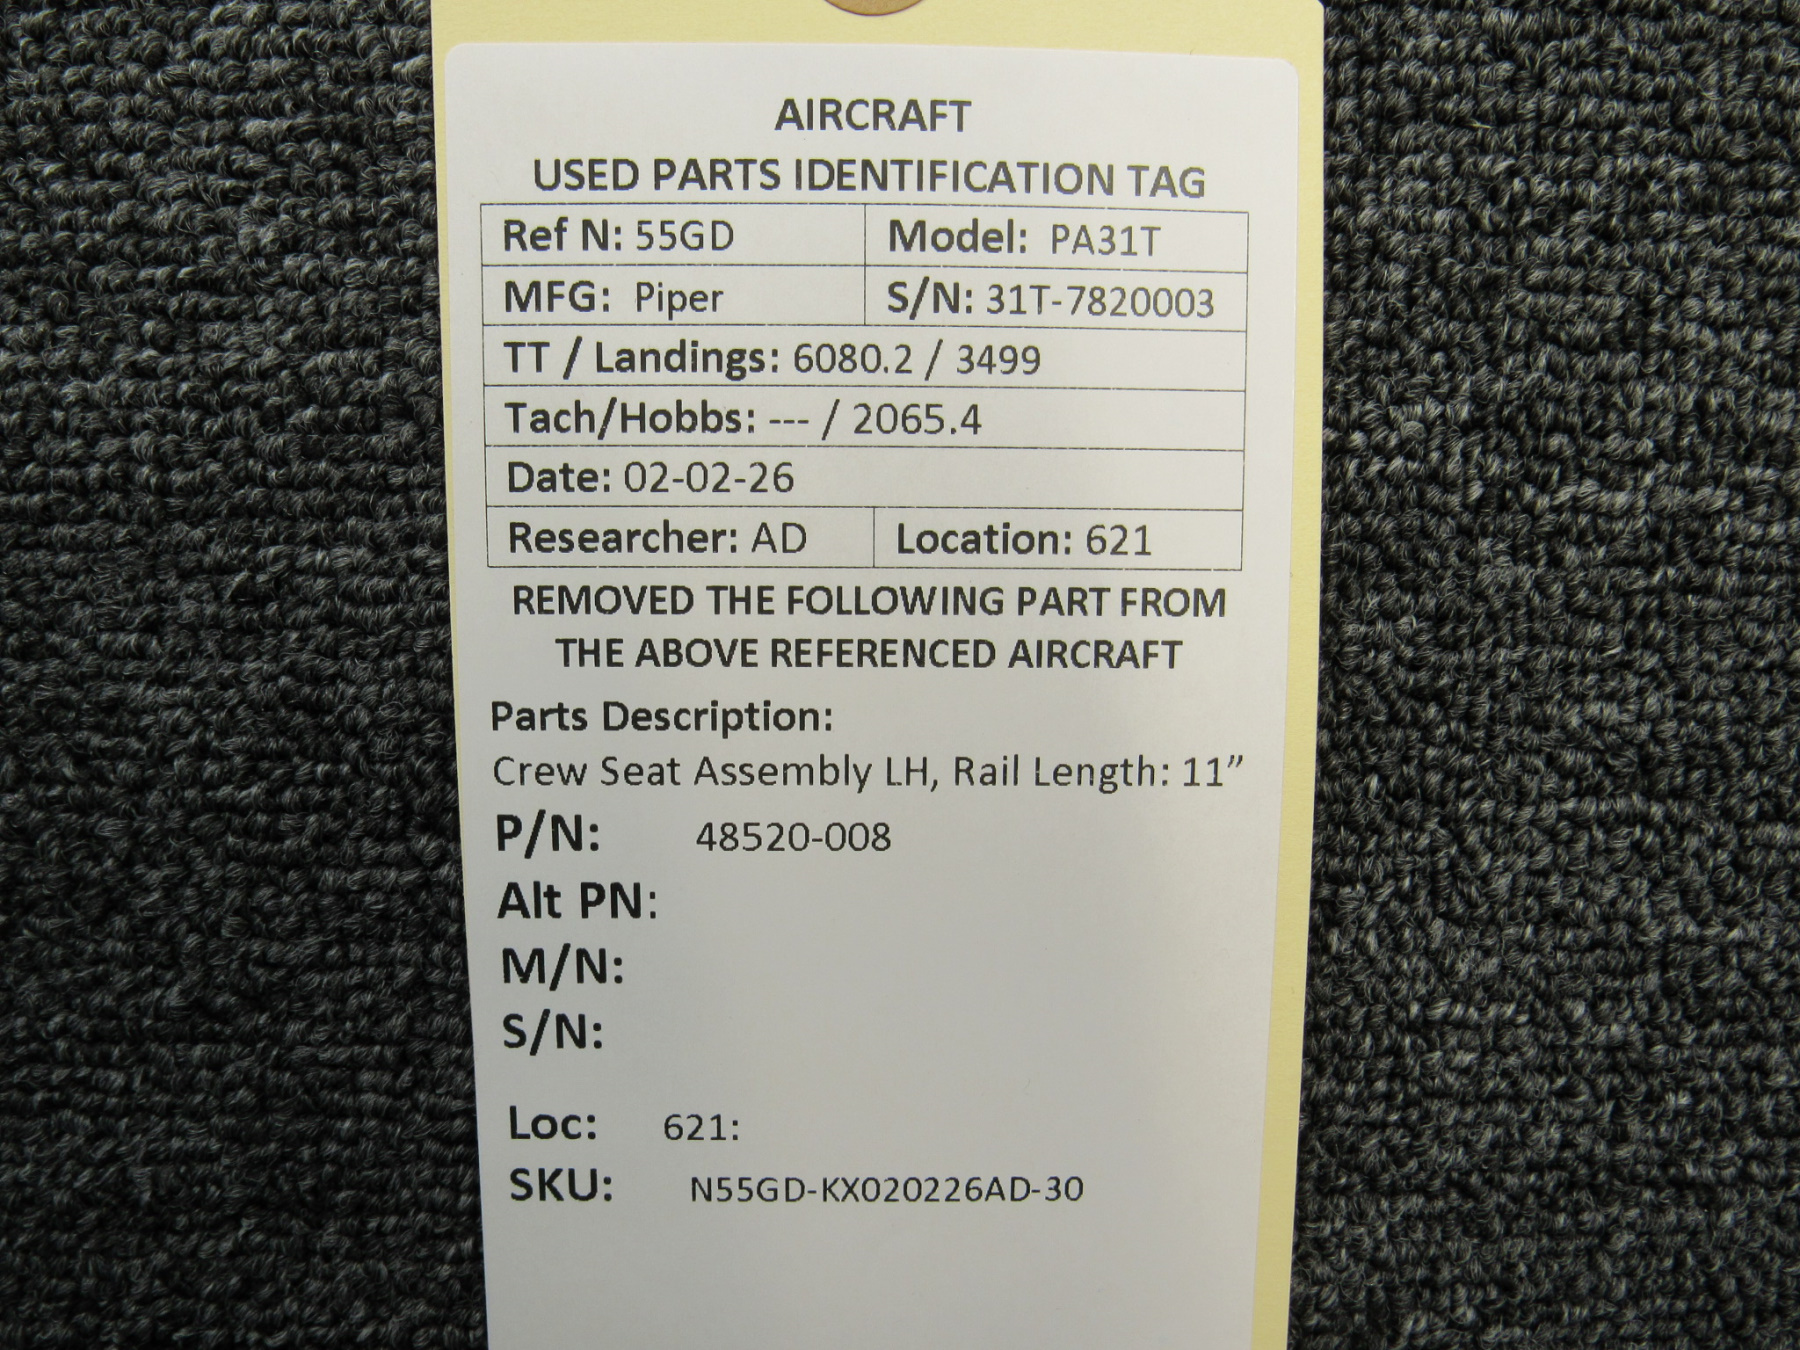 AIRCRAFT
USED PARTS IDENTIFICATION TAG
Ref N: 55GD Model: PA31T
MFG: Piper S/N: 31T-7820003
TT / Landings: 6080.2 / 3499
Tach/Hobbs: --- / 2065.4
Date: 02-02-26
Researcher: AD Location: 621
REMOVED THE FOLLOWING PART FROM
THE ABOVE REFERENCED AIRCRAFT
Parts Description:
Crew Seat Assembly LH, Rail Length: 11”
P/N: 48520-008
Alt PN:
M/N:
S/N:
Loc: 621:
SKU: N55GD-KX020226AD-30